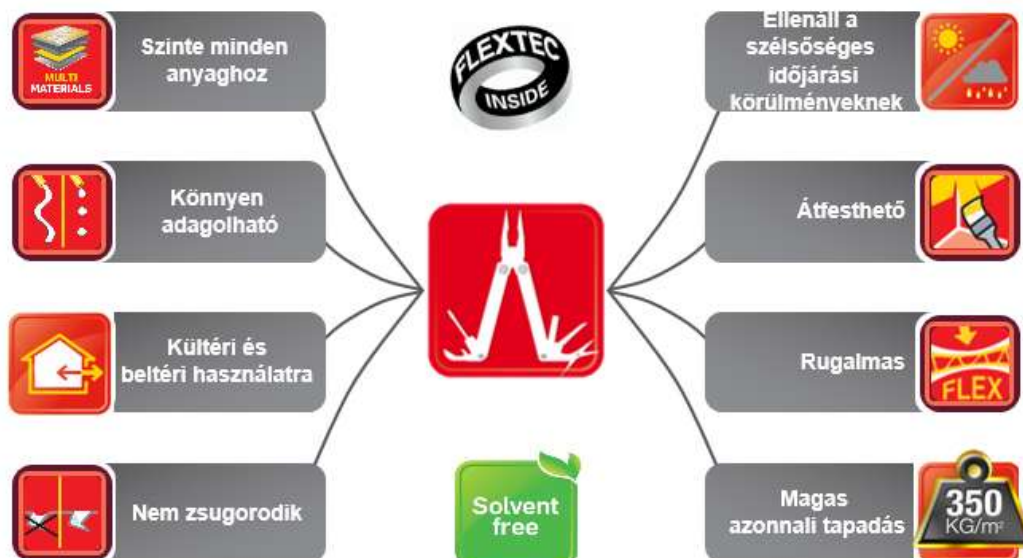 MULTI
MATERIALS
Szinte minden
anyaghoz
Könnyen
adagolható
Kültéri és
beltéri használatra
Nem zsugorodik
FLEXTEC
INSIDE
Solvent
free
Ellenáll a
szélsőséges
időjárási
körülményeknek
Átfesthető
Rugalmas
FLEX
Magas
azonnali tapadás
350
KG/m²